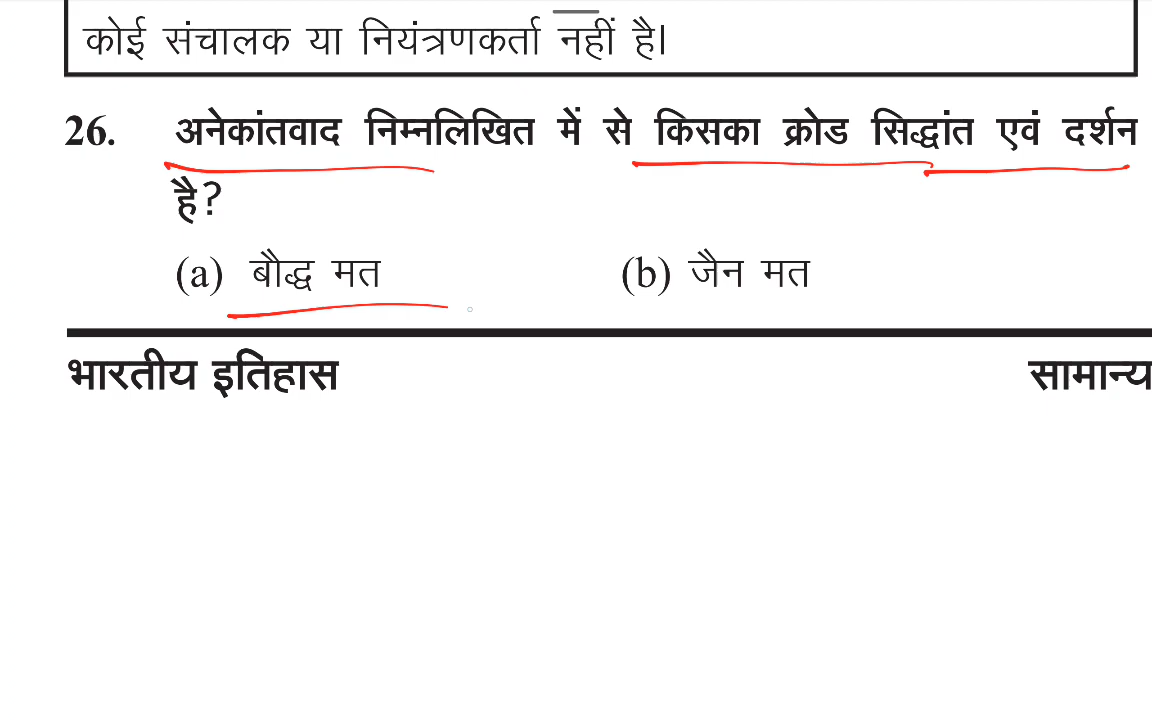 कोई संचालक या नियंत्रणकर्ता नहीं है।
26. अनेकांतवाद निम्नलिखित में से किसका क्रोड सिद्धांत एवं दर्शन
है?
(a) बौद्ध मत (b) जैन मत
भारतीय इतिहास सामान्य